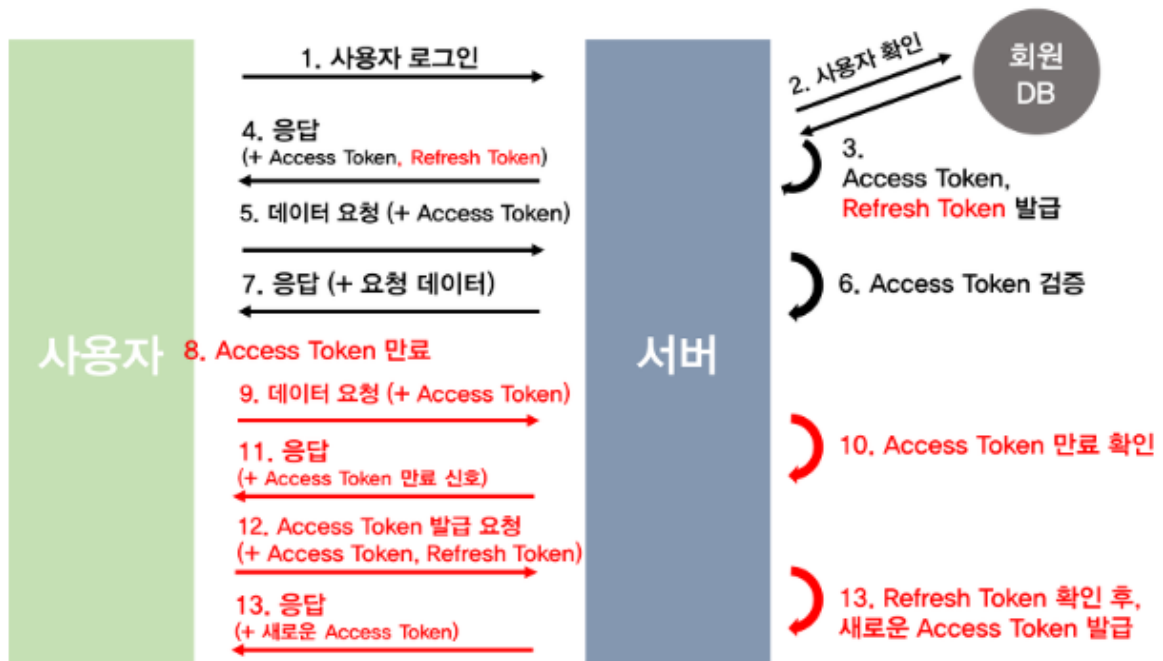 1. 사용자 로그인
2. 사용자 확인
회원
DB
4. 응답
(+ Access Token, Refresh Token)
3.
Access Token,
Refresh Token 발급
5. 데이터 요청 (+ Access Token)
7. 응답 (+ 요청 데이터)
6. Access Token 검증
사용자
서버
8. Access Token 만료
9. 데이터 요청 (+ Access Token)
10. Access Token 만료 확인
11. 응답
(+ Access Token 만료 신호)
12. Access Token 발급 요청
(+ Access Token, Refresh Token)
13. 응답
(+ 새로운 Access Token)
13. Refresh Token 확인 후,
새로운 Access Token 발급